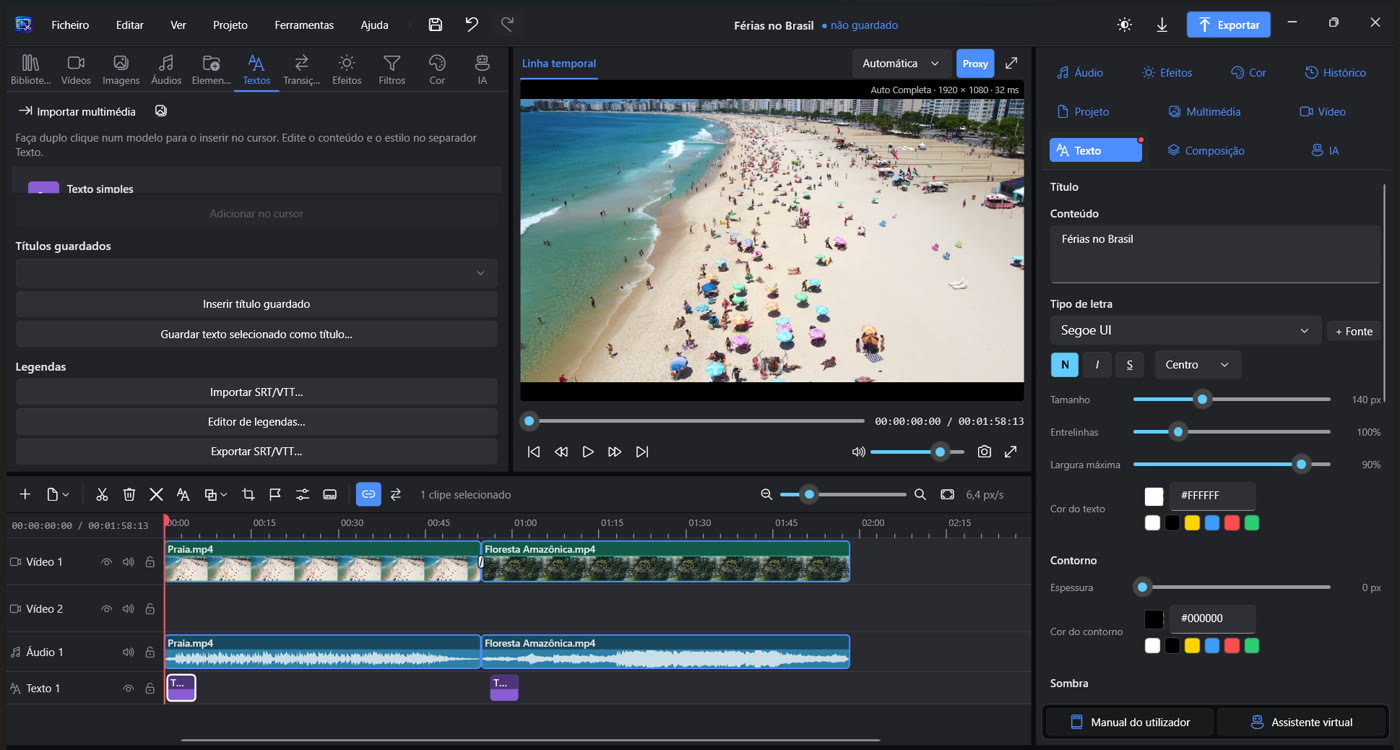 Ficheiro Editar Ver Projeto Ferramentas Ajuda
Férias no Brasil • não guardado
Exportar
Bibliote... Vídeos Imagens Áudios Elemen... Textos Transiç... Efeitos Filtros Cor IA
Importar multimédia
Faça duplo clique num modelo para o inserir no cursor. Edite o conteúdo e o estilo no separador
Texto.
Texto simples
Adicionar no cursor
Títulos guardados
Inserir título guardado
Guardar texto selecionado como título...
Legendas
Importar SRT/VTT...
Editor de legendas...
Exportar SRT/VTT...
Linha temporal
Automática
Proxy
Auto Completa · 1920 × 1080 · 32 ms
00:00:00:00 / 00:01:58:13
Áudio Efeitos Cor Histórico
Projeto Multimédia Vídeo
Texto Composição IA
Título
Conteúdo
Férias no Brasil
Tipo de letra
Segoe UI
+ Fonte
N I S Centro
Tamanho 140 px
Entrelinhas 100%
Largura máxima 90%
Cor do texto #FFFFFF
Contorno
Espessura 0 px
Cor do contorno #000000
Sombra
Manual do utilizador
Assistente virtual
1 clipe selecionado
6,4 px/s
00:00:00:00 / 00:01:58:13
00:00 00:15 00:30 00:45 01:00 01:15 01:30 01:45 02:00 02:15
Vídeo 1
Praia.mp4
Floresta Amazônica.mp4
Vídeo 2
Áudio 1
Praia.mp4
Floresta Amazônica.mp4
Texto 1
T...
T...